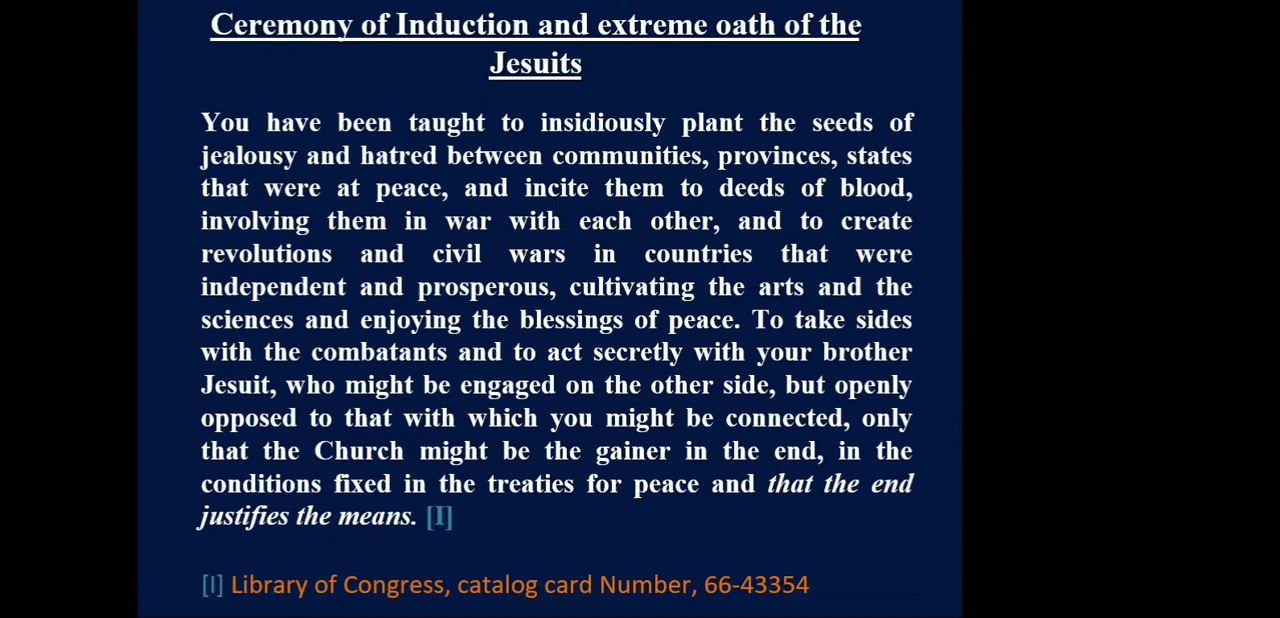 Ceremony of Induction and extreme oath of the
Jesuits
You have been taught to insidiously plant the seeds of
jealousy and hatred between communities, provinces, states
that were at peace, and incite them to deeds of blood,
involving them in war with each other, and to create
revolutions and civil wars in countries that were
independent and prosperous, cultivating the arts and the
sciences and enjoying the blessings of peace. To take sides
with the combatants and to act secretly with your brother
Jesuit, who might be engaged on the other side, but openly
opposed to that with which you might be connected, only
that the Church might be the gainer in the end, in the
conditions fixed in the treaties for peace and that the end
justifies the means. [I]
[I] Library of Congress, catalog card Number, 66-43354